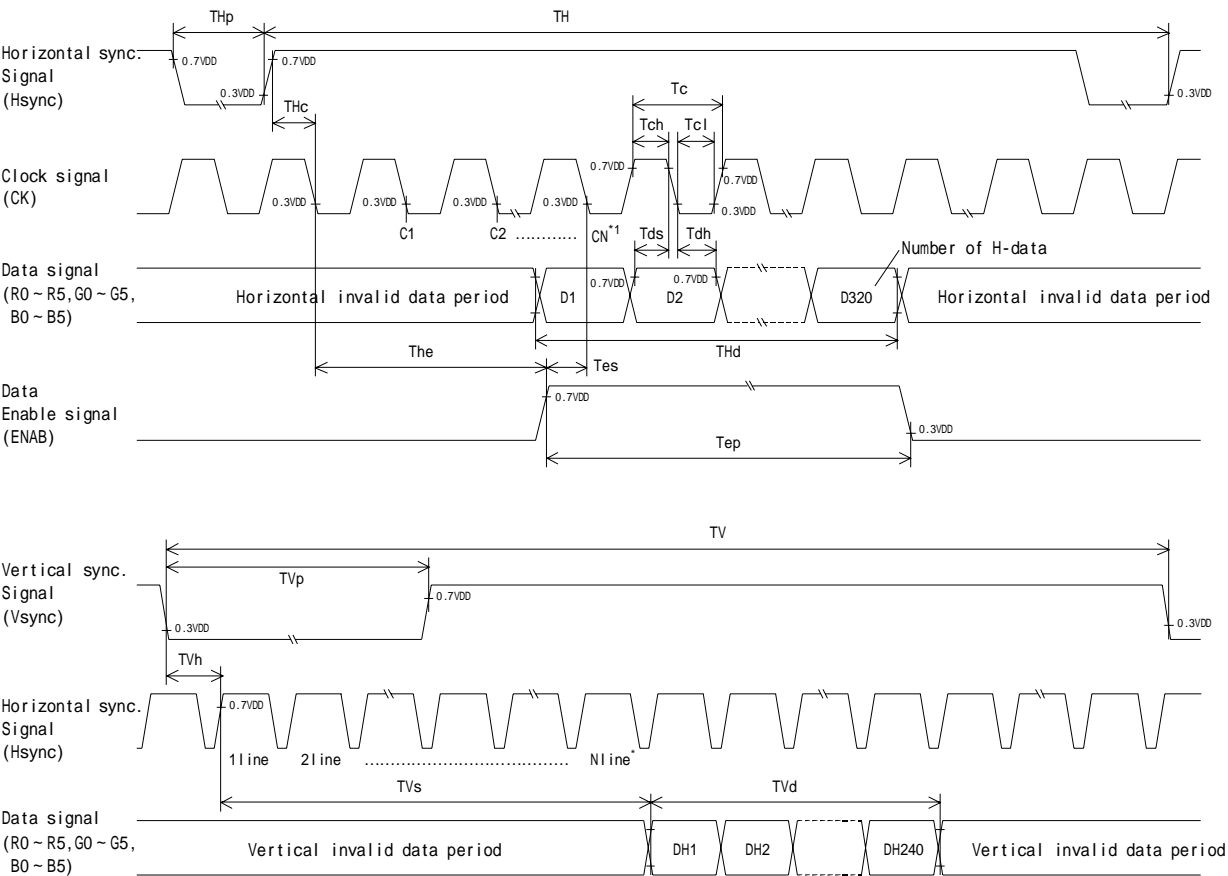 THp TH
Horizontal sync.
Signal
(Hsync)
0.7VDD 0.3VDD 0.7VDD 0.3VDD
THc Tc
Tch Tcl
Clock signal
(CK)
0.3VDD 0.3VDD 0.3VDD 0.3VDD 0.7VDD 0.7VDD 0.3VDD
C1 C2 ............ CN*1
Tds Tdh
Number of H-data
Data signal
(R0~R5,G0~G5,
B0~B5)
Horizontal invalid data period D1 0.7VDD D2 0.7VDD D320 Horizontal invalid data period
The Tes THd
Data
Enable signal
(ENAB)
0.7VDD 0.3VDD
Tep
TV
Vertical sync.
Signal
(Vsync)
TVp
0.3VDD 0.7VDD 0.3VDD
TVh
Horizontal sync.
Signal
(Hsync)
0.7VDD
1line 2line ....................................... Nline*
TVs TVd
Data signal
(R0~R5,G0~G5,
B0~B5)
Vertical invalid data period DH1 DH2 DH240 Vertical invalid data period